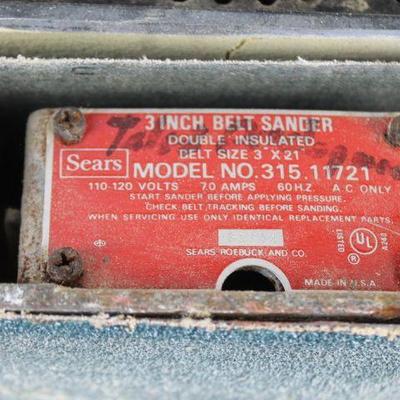 3 INCH BELT SANDER
DOUBLE INSULATED
BELT SIZE 3" X 21"
Sears
MODEL NO. 315.11721
110-120 VOLTS 7.0 AMPS 60 HZ. A.C. ONLY
START SANDER BEFORE APPLYING PRESSURE.
CHECK BELT TRACKING BEFORE SANDING.
WHEN SERVICING USE ONLY IDENTICAL REPLACEMENT PARTS.
LISTED
UL
®
SEARS, ROEBUCK AND CO.
MADE IN U.S.A.